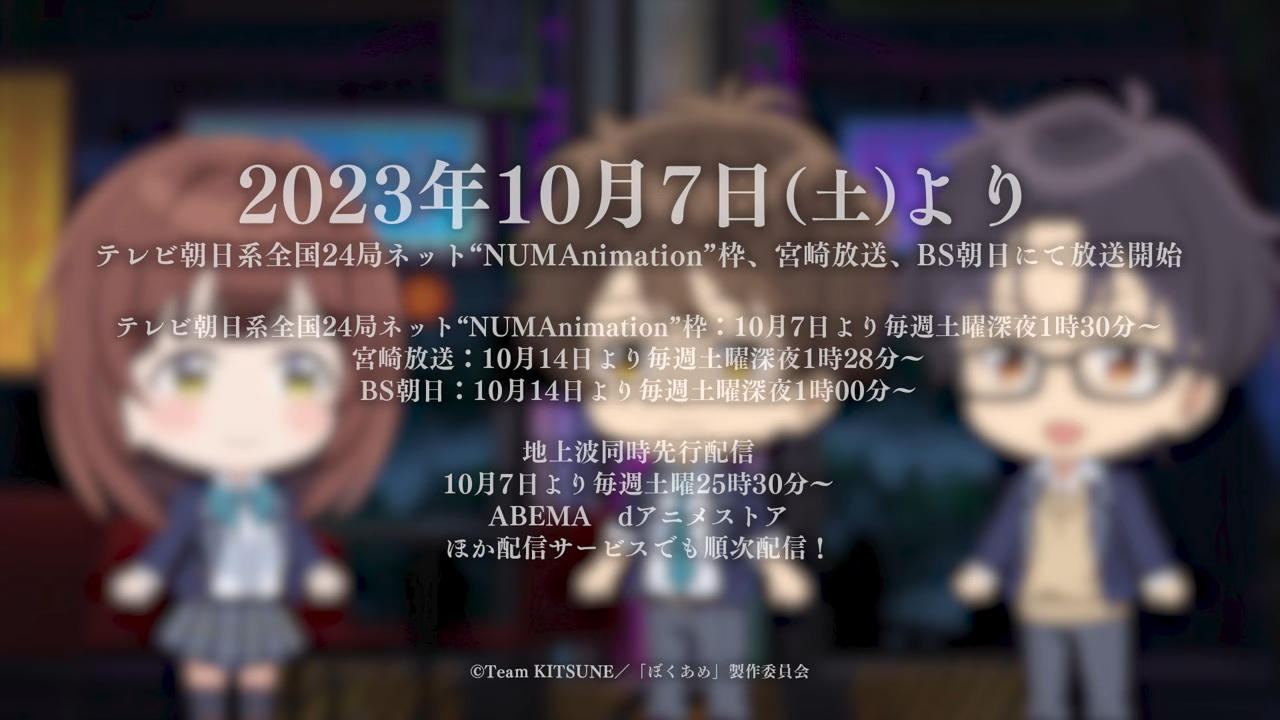 2023年10月7日(土)より
テレビ朝日系全国24局ネット“NUMAnimation”枠、宮崎放送、BS朝日にて放送開始
テレビ朝日系全国24局ネット“NUMAnimation”枠：10月7日より毎週土曜深夜1時30分〜
宮崎放送：10月14日より毎週土曜深夜1時28分〜
BS朝日：10月14日より毎週土曜深夜1時00分〜
地上波同時先行配信
10月7日より毎週土曜25時30分〜
ABEMA　dアニメストア
ほか配信サービスでも順次配信！
©Team KITSUNE／「ぼくあめ」製作委員会